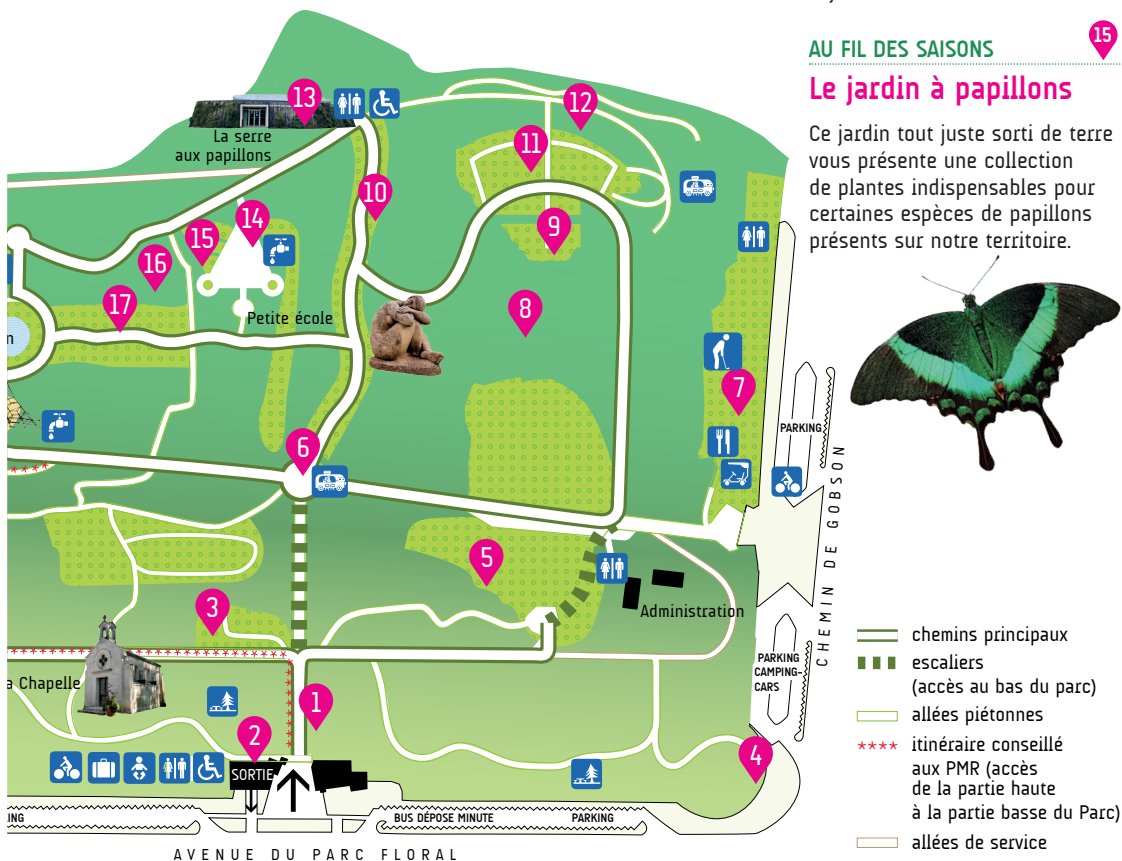 AU FIL DES SAISONS
15
Le jardin à papillons
Ce jardin tout juste sorti de terre
vous présente une collection
de plantes indispensables pour
certaines espèces de papillons
présents sur notre territoire.
13
La serre
aux papillons
12
11
10
14
15
9
16
17
8
Petite école
7
PARKING
6
CHEMIN DE GOBSON
5
Administration
3
a Chapelle
PARKING
CAMPING-
CARS
1
2
SORTIE
4
BUS DÉPOSE MINUTE
PARKING
AVENUE DU PARC FLORAL
chemins principaux
escaliers
(accès au bas du parc)
allées piétonnes
itinéraire conseillé
aux PMR (accès
de la partie haute
à la partie basse du Parc)
allées de service